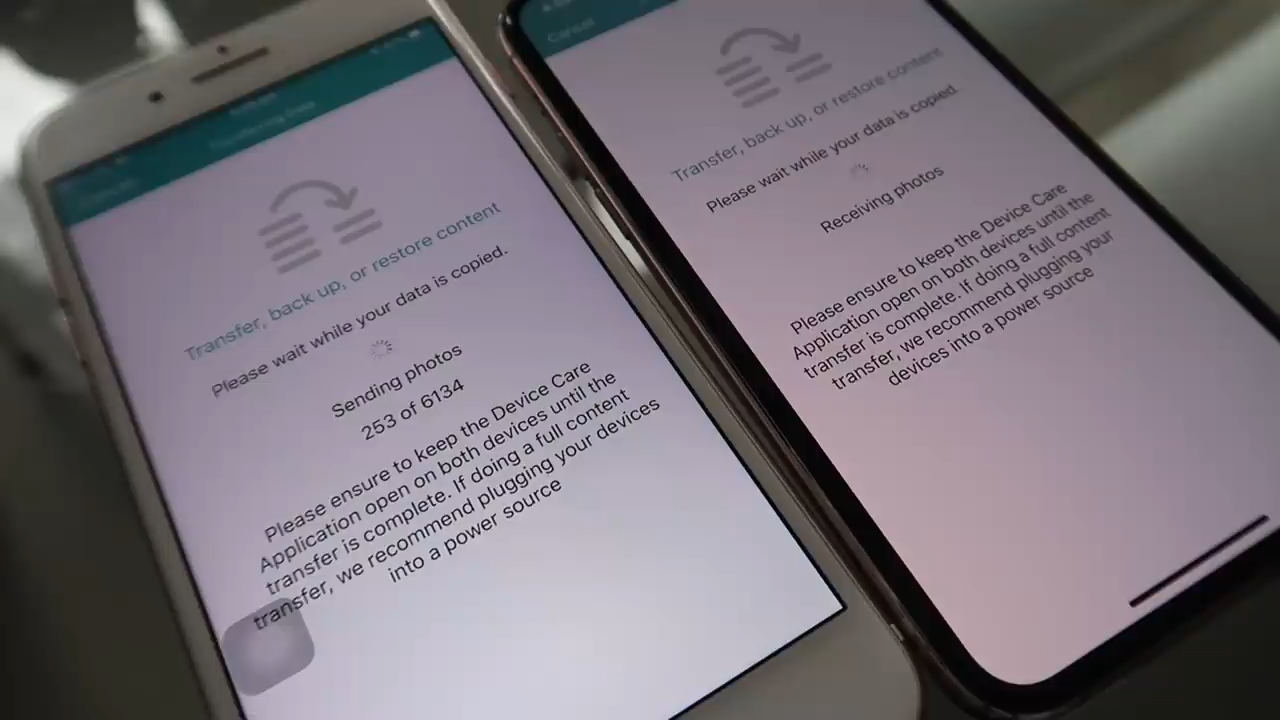 Transferring Data
Transfer, back up, or restore content
Please wait while your data is copied.
Sending photos
253 of 6134
Please ensure to keep the Device Care
Application open on both devices until the
transfer is complete. If doing a full content
transfer, we recommend plugging your devices
into a power source
Cancel
Transfer, back up, or restore content
Please wait while your data is copied.
Receiving photos
Please ensure to keep the Device Care
Application open on both devices until the
transfer is complete. If doing a full content
transfer, we recommend plugging your
devices into a power source